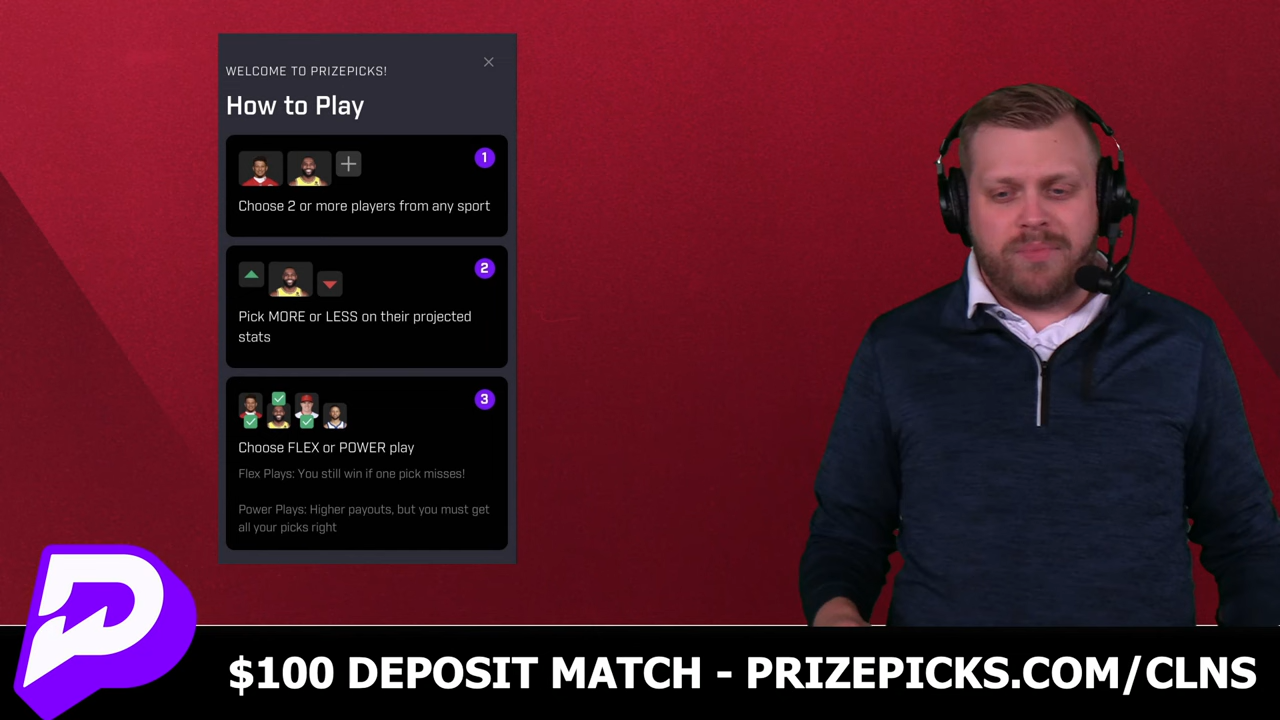 WELCOME TO PRIZEPICKS!
How to Play
1
Choose 2 or more players from any sport
2
Pick MORE or LESS on their projected
stats
3
Choose FLEX or POWER play
Flex Plays: You still win if one pick misses!
Power Plays: Higher payouts, but you must get
all your picks right
$100 DEPOSIT MATCH - PRIZEPICKS.COM/CLNS